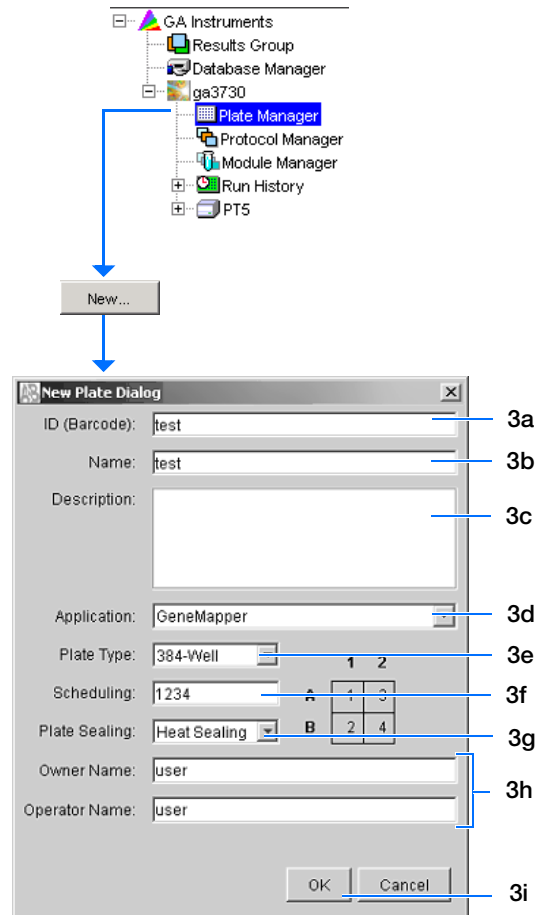 GA Instruments
Results Group
Database Manager
ga3730
Plate Manager
Protocol Manager
Module Manager
Run History
PT5
New...
New Plate Dialog
ID (Barcode): test 3a
Name: test 3b
Description: 3c
Application: GeneMapper 3d
Plate Type: 384-Well 3e
1 2
Scheduling: 1234 A 1 3 3f
Plate Sealing: Heat Sealing B 2 4 3g
Owner Name: user
3h
Operator Name: user
OK Cancel 3i